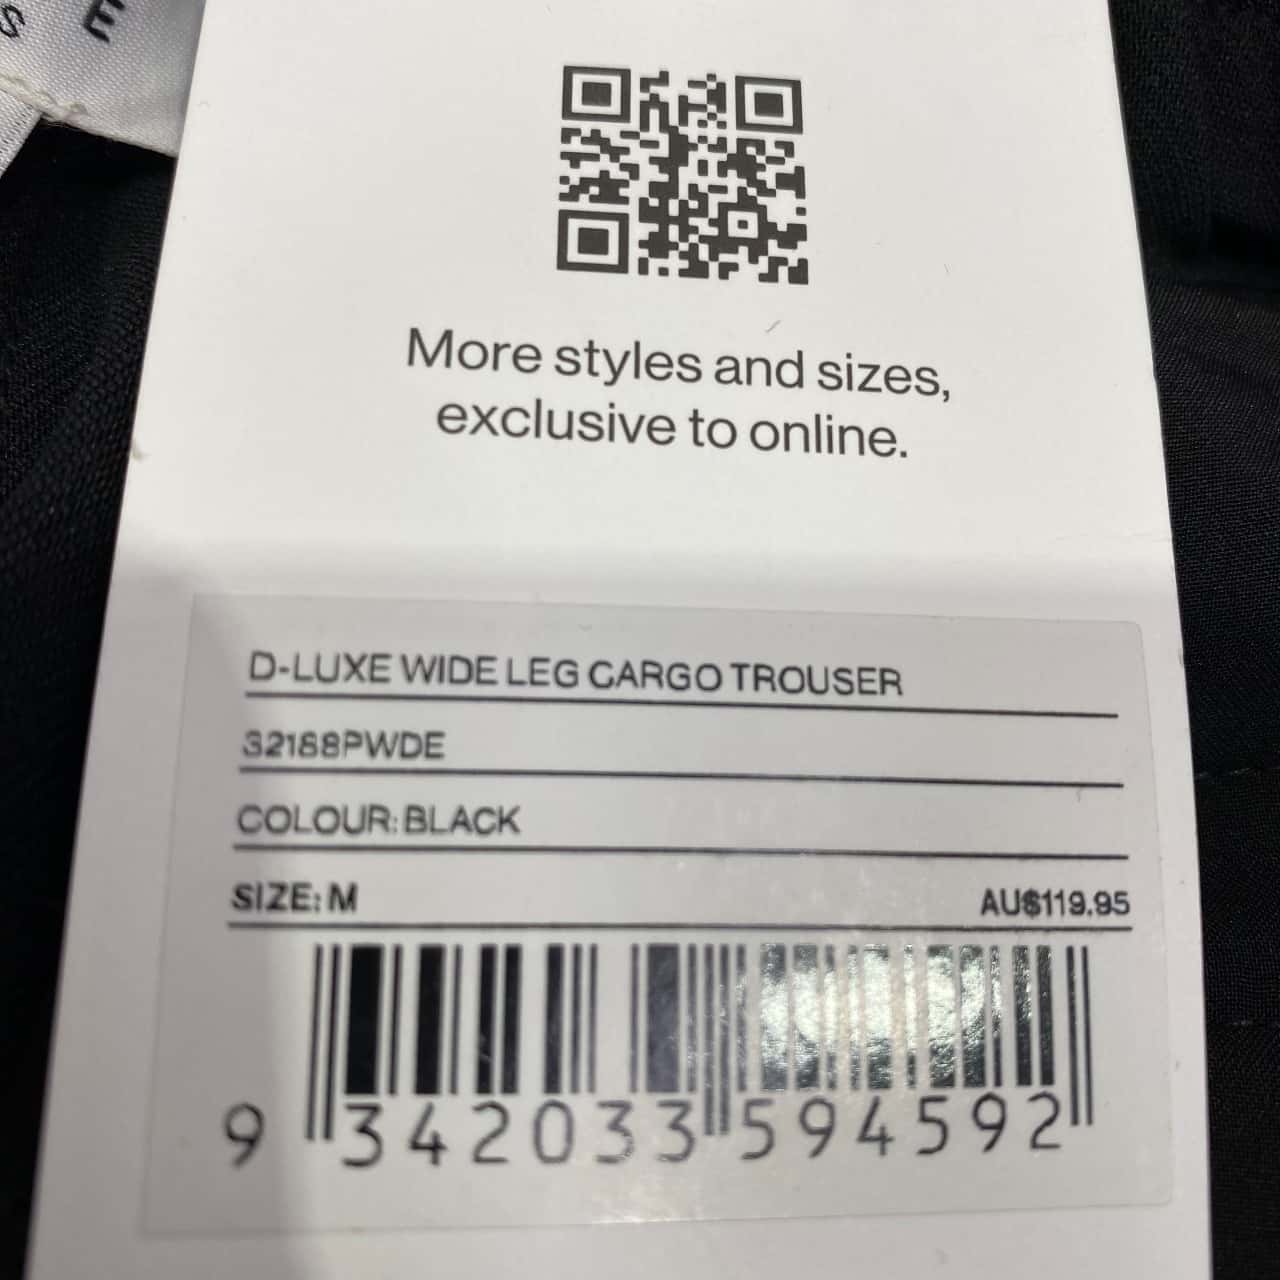 S E
More styles and sizes,
exclusive to online.
D-LUXE WIDE LEG CARGO TROUSER
32188PWDE
COLOUR: BLACK
SIZE: M AU$119.95
9 342033 594592